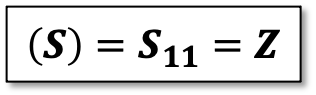 (S) = S₁₁ = Z